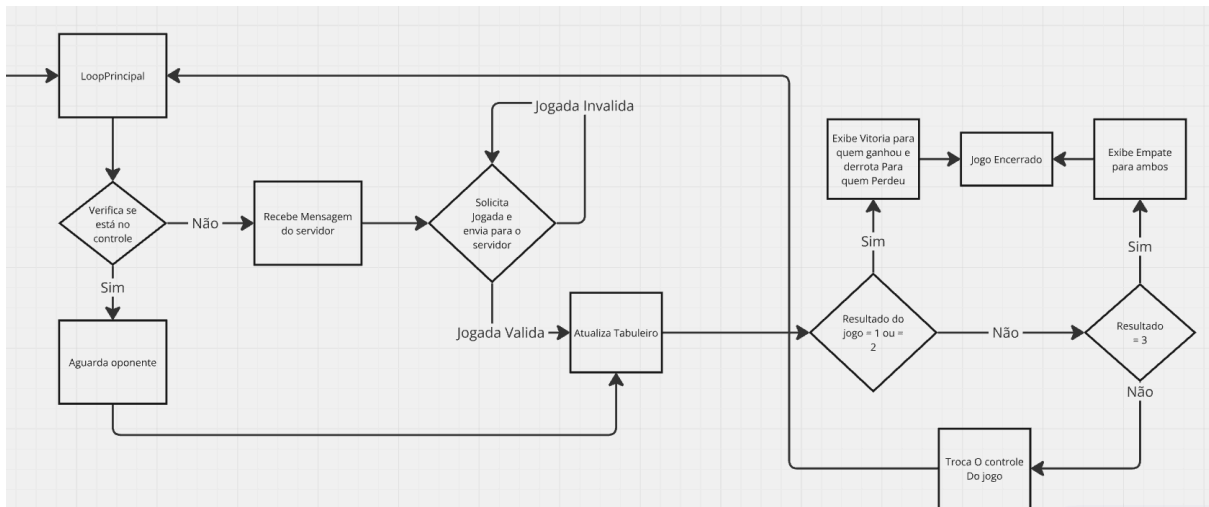 LoopPrincipal
Jogada Invalida
Exibe Vitoria para
quem ganhou e
derrota Para
quem Perdeu
Jogo Encerrado
Exibe Empate
para ambos
Verifica se
está no
controle
Não
Recebe Mensagem
do servidor
Solicita
Jogada e
envia para o
servidor
Sim
Sim
Sim
Aguarda oponente
Jogada Valida
Atualiza Tabuleiro
Resultado do
jogo = 1 ou =
2
Não
Resultado
= 3
Não
Troca O controle
Do jogo